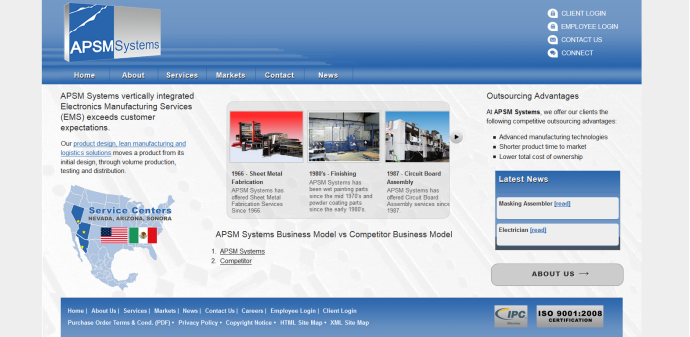 APSM Systems
CLIENT LOGIN
EMPLOYEE LOGIN
CONTACT US
CONNECT
Home About Services Markets Contact News
APSM Systems vertically integrated
Electronics Manufacturing Services
(EMS) exceeds customer
expectations.
Our product design, lean manufacturing and
logistics solutions moves a product from its
initial design, through volume production,
testing and distribution.
Service Centers
NEVADA, ARIZONA, SONORA
1966 - Sheet Metal
Fabrication
APSM Systems has
offered Sheet Metal
Fabrication Services
Since 1966.
1980's - Finishing
APSM Systems has
been wet painting parts
since the mid 1970's and
powder coating parts
since the early 1980's.
1987 - Circuit Board
Assembly
APSM Systems has
offered Circuit Board
Assembly services since
1987.
APSM Systems Business Model vs Competitor Business Model
1. APSM Systems
2. Competitor
Outsourcing Advantages
At APSM Systems, we offer our clients the
following competitive outsourcing advantages:
Advanced manufacturing technologies
Shorter product time to market
Lower total cost of ownership
Latest News
Masking Assembler [read]
Electrician [read]
ABOUT US →
Home | About Us | Services | Markets | News | Contact Us | Careers | Employee Login | Client Login
Purchase Order Terms & Cond. (PDF) • Privacy Policy • Copyright Notice • HTML Site Map • XML Site Map
IPC
ISO 9001:2008
CERTIFICATION